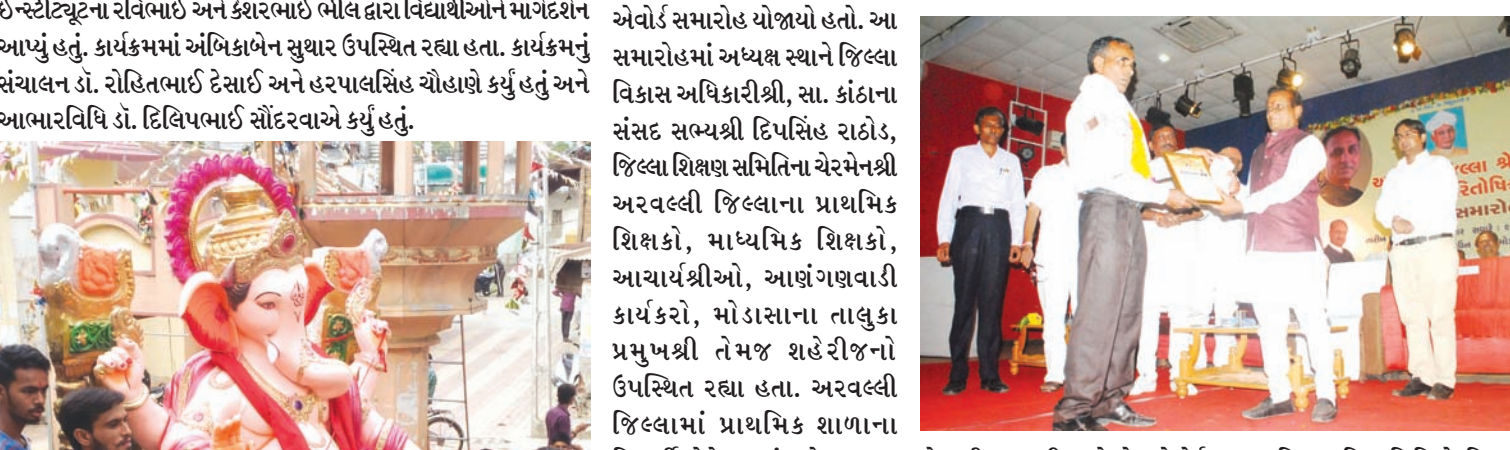 ઇન્સ્ટીટ્યૂટના રવિભાઈ અને કેશરભાઈ ભીલ દ્વારા વિદ્યાર્થીઓને માર્ગદર્શન
આપ્યું હતું. કાર્યક્રમમાં અંબિકાબેન સુથાર ઉપસ્થિત રહ્યા હતા. કાર્યક્રમનું
સંચાલન ડૉ. રોહિતભાઈ દેસાઈ અને હરપાલસિંહ ચૌહાણે કર્યું હતું અને
આભારવિધિ ડૉ. દિલિપભાઈ સૌંદરવાએ કર્યું હતું.
એવોર્ડ સમારોહ યોજાયો હતો. આ
સમારોહમાં અધ્યક્ષ સ્થાને જિલ્લા
વિકાસ અધિકારીશ્રી, સા. કાંઠાના
સંસદ સભ્યશ્રી દિપસિંહ રાઠોડ,
જિલ્લા શિક્ષણ સમિતિના ચેરમેનશ્રી
અરવલ્લી જિલ્લાના પ્રાથમિક
શિક્ષકો, માધ્યમિક શિક્ષકો,
આચાર્યશ્રીઓ, આણંગણવાડી
કાર્યકરો, મોડાસાના તાલુકા
પ્રમુખશ્રી તેમજ શહેરીજનો
ઉપસ્થિત રહ્યા હતા. અરવલ્લી
જિલ્લામાં પ્રાથમિક શાળાના